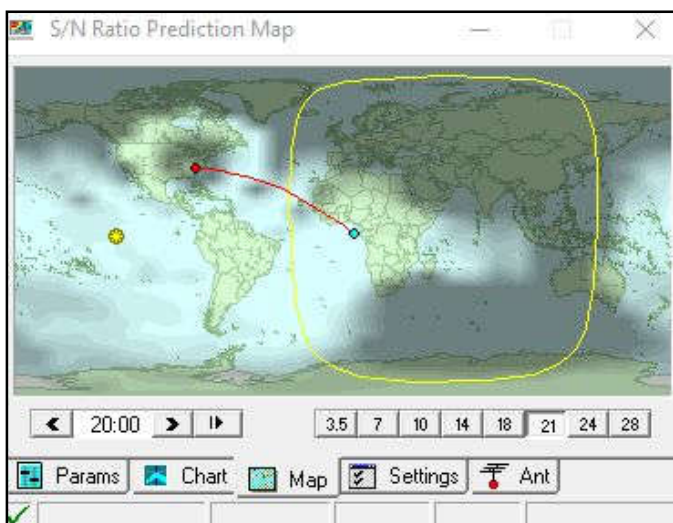 S/N Ratio Prediction Map
20:00 3.5 7 10 14 18 21 24 28
Params Chart Map Settings Ant